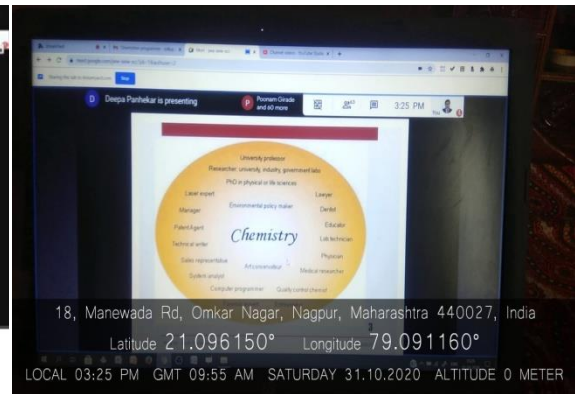 Deepa Panhekar is presenting
Poonam Girade
and 60 more
3:25 PM
You
University professor
Researcher, university, industry, government labs
PhD in physical or life sciences
Laser expert
Lawyer
Environmental policy maker
Manager
Dentist
Patent Agent
Educator
Chemistry
Technical writer
Lab technician
Sales representative
Physician
Art conservateur
System analyst
Medical researcher
Computer programmer
Quality control chemist
18, Manewada Rd, Omkar Nagar, Nagpur, Maharashtra 440027, India
Latitude 21.096150° Longitude 79.091160°
LOCAL 03:25 PM GMT 09:55 AM SATURDAY 31.10.2020 ALTITUDE 0 METER